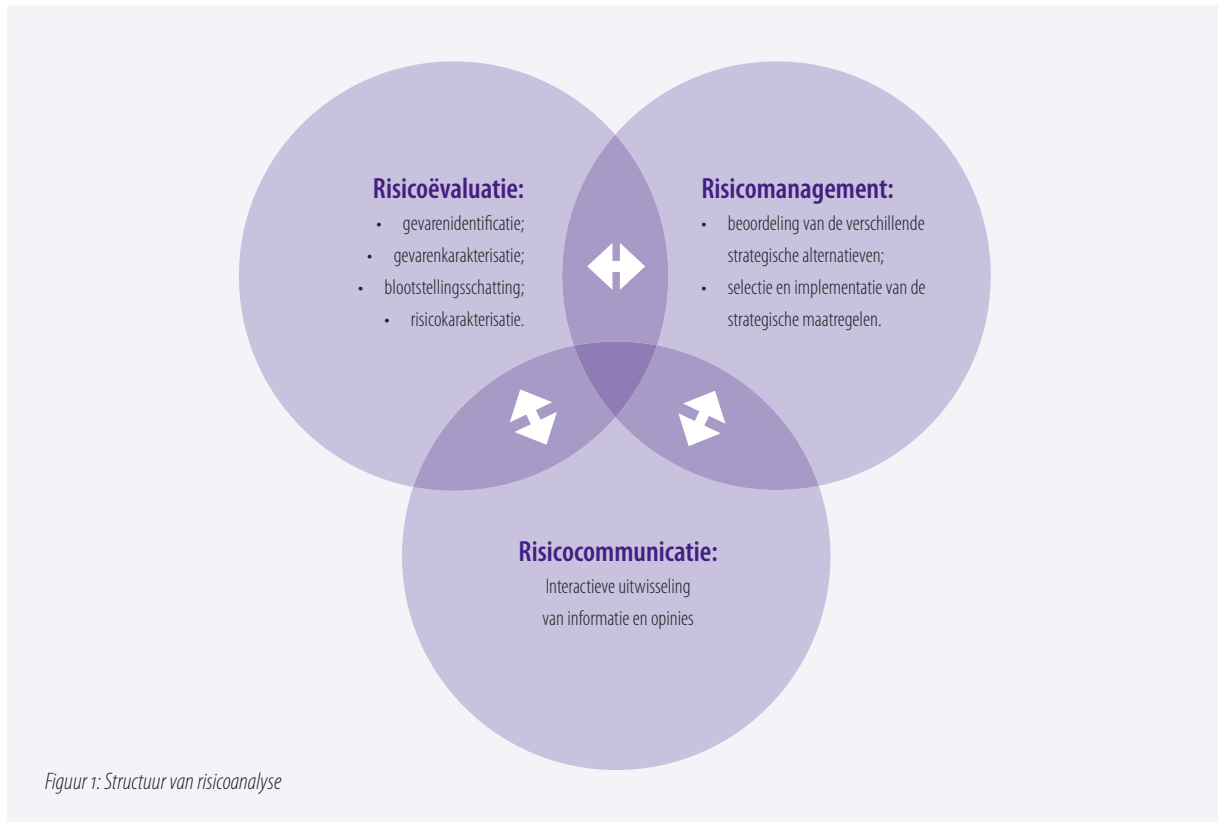 Risicoëvaluatie:
• gevarenidentificatie;
• gevarenkarakterisatie;
• blootstellingsschatting;
• risicokarakterisatie.
Risicomanagement:
• beoordeling van de verschillende
strategische alternatieven;
• selectie en implementatie van de
strategische maatregelen.
Risicocommunicatie:
Interactieve uitwisseling
van informatie en opinies
Figuur 1: Structuur van risicoanalyse